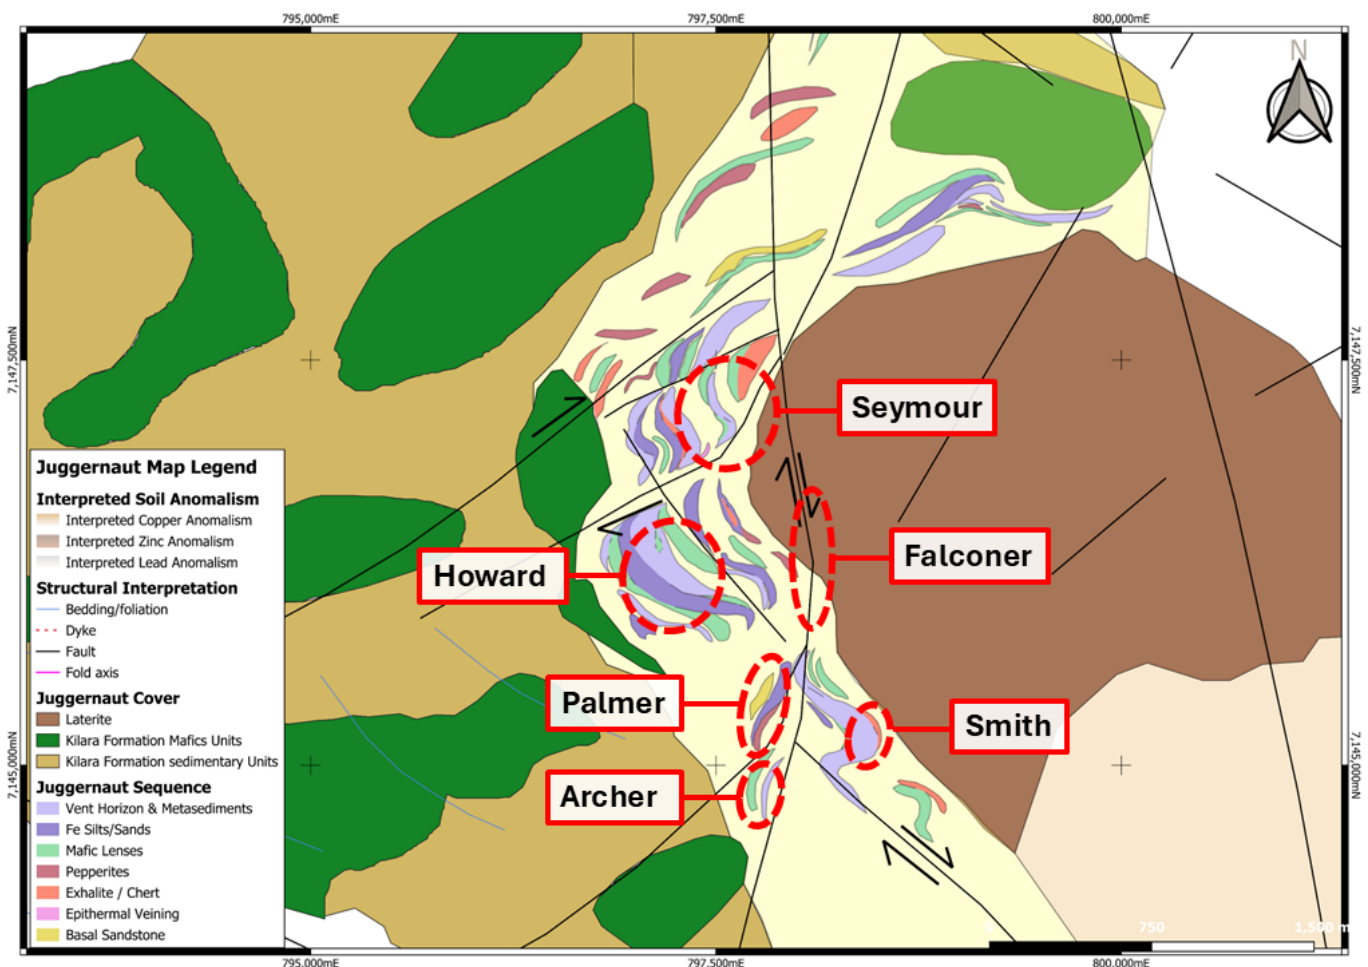 795,000mE
797,500mE
800,000mE
N
7,147,500mN
7,147,500mN
Seymour
Falconer
Howard
Palmer
Smith
Archer
7,145,000mN
7,145,000mN
Juggernaut Map Legend
Interpreted Soil Anomalism
Interpreted Copper Anomalism
Interpreted Zinc Anomalism
Interpreted Lead Anomalism
Structural Interpretation
Bedding/foliation
Dyke
Fault
Fold axis
Juggernaut Cover
Laterite
Kilara Formation Mafics Units
Kilara Formation sedimentary Units
Juggernaut Sequence
Vent Horizon & Metasediments
Fe Silts/Sands
Mafic Lenses
Pepperites
Exhalite / Chert
Epithermal Veining
Basal Sandstone
0 750 1,500 m
795,000mE
797,500mE
800,000mE